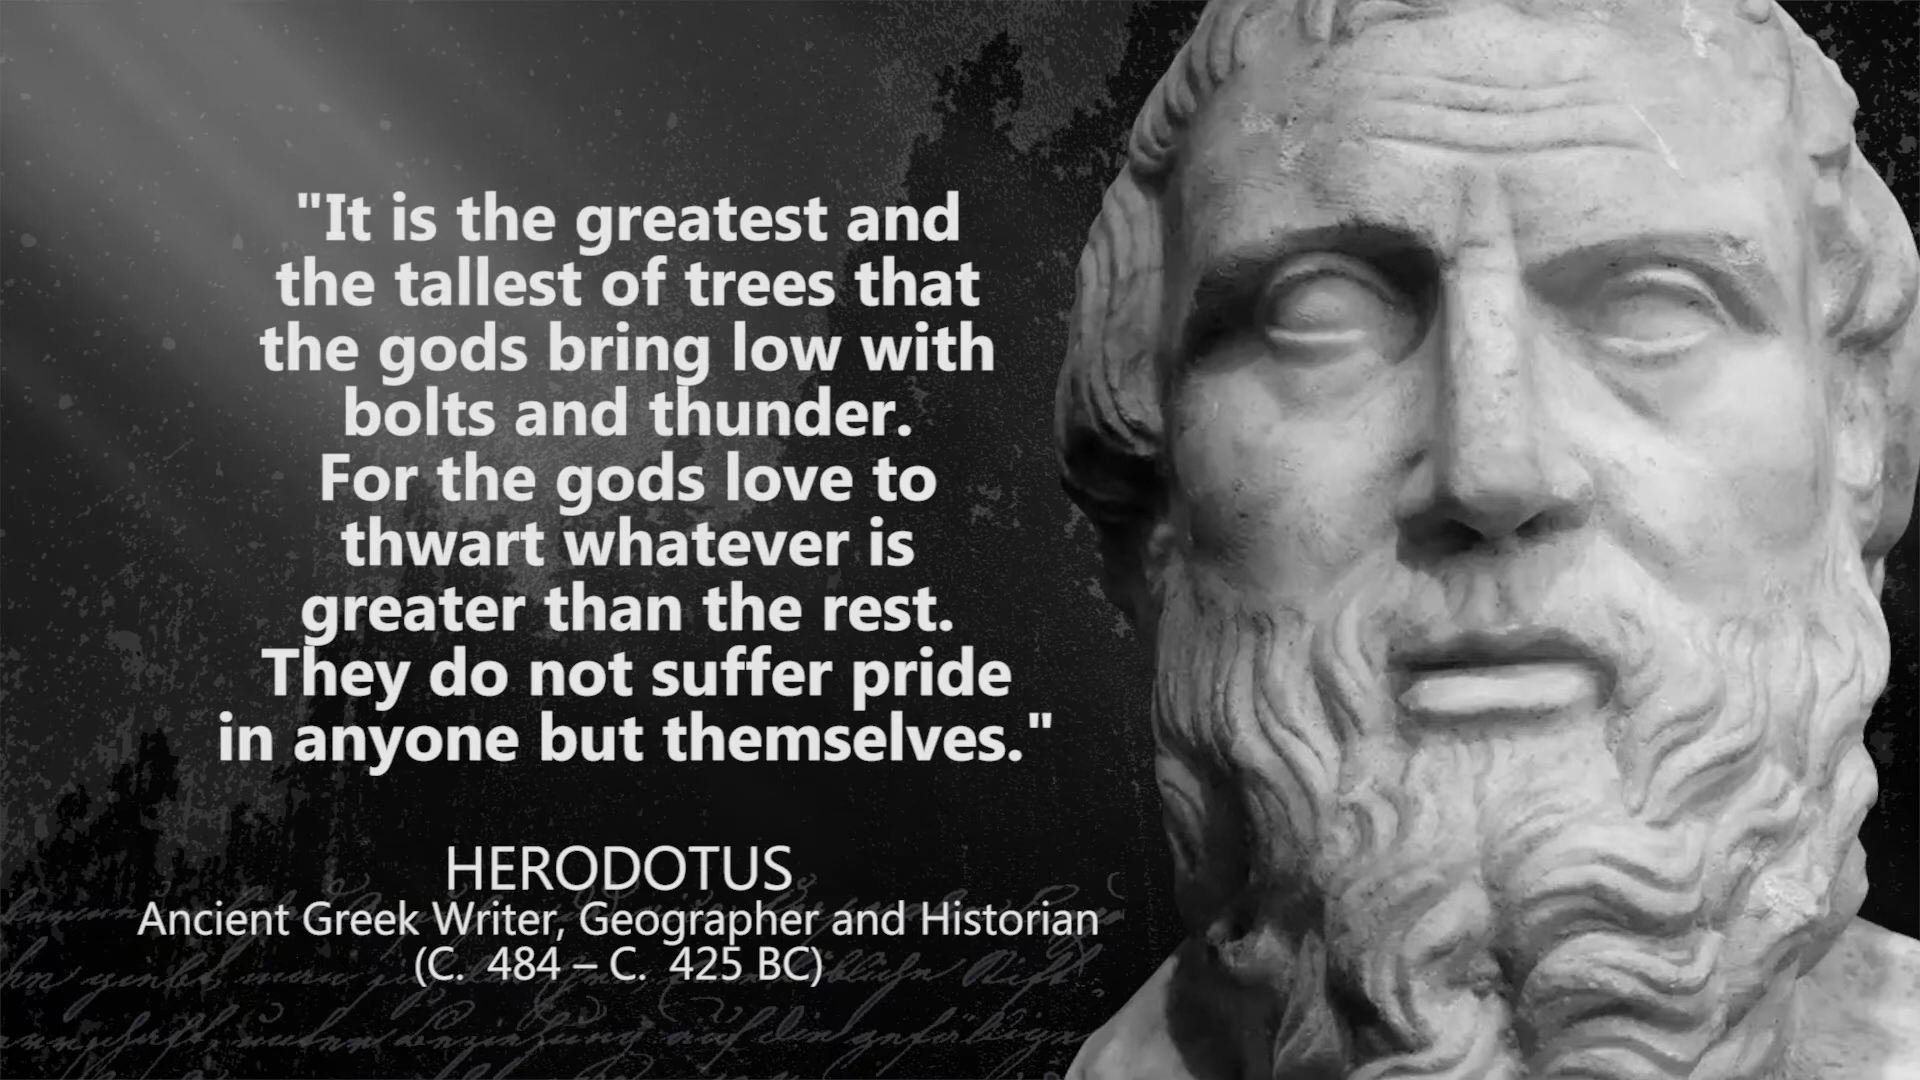 "It is the greatest and
the tallest of trees that
the gods bring low with
bolts and thunder.
For the gods love to
thwart whatever is
greater than the rest.
They do not suffer pride
in anyone but themselves."
HERODOTUS
Ancient Greek Writer, Geographer and Historian
(C.  484 – C.  425 BC)